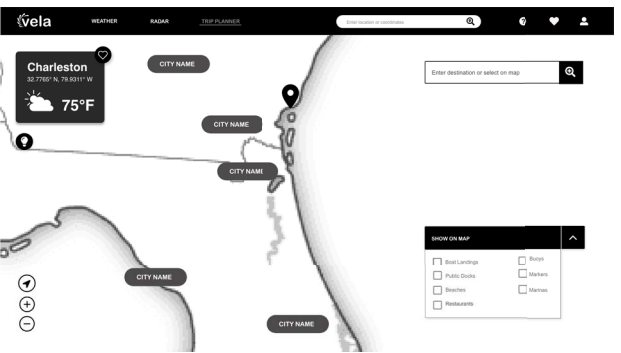 vela
WEATHER
RADAR
TRIP PLANNER
Enter location or coordinates
Charleston
32.7765° N, 79.9311° W
75°F
CITY NAME
CITY NAME
CITY NAME
CITY NAME
CITY NAME
Enter destination or select on map
SHOW ON MAP
Boat Landings
Buoys
Public Docks
Markers
Beaches
Marinas
Restaurants